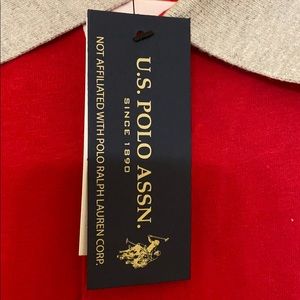 U.S. POLO ASSN.
SINCE 1890
NOT AFFILIATED WITH POLO RALPH LAUREN CORP.